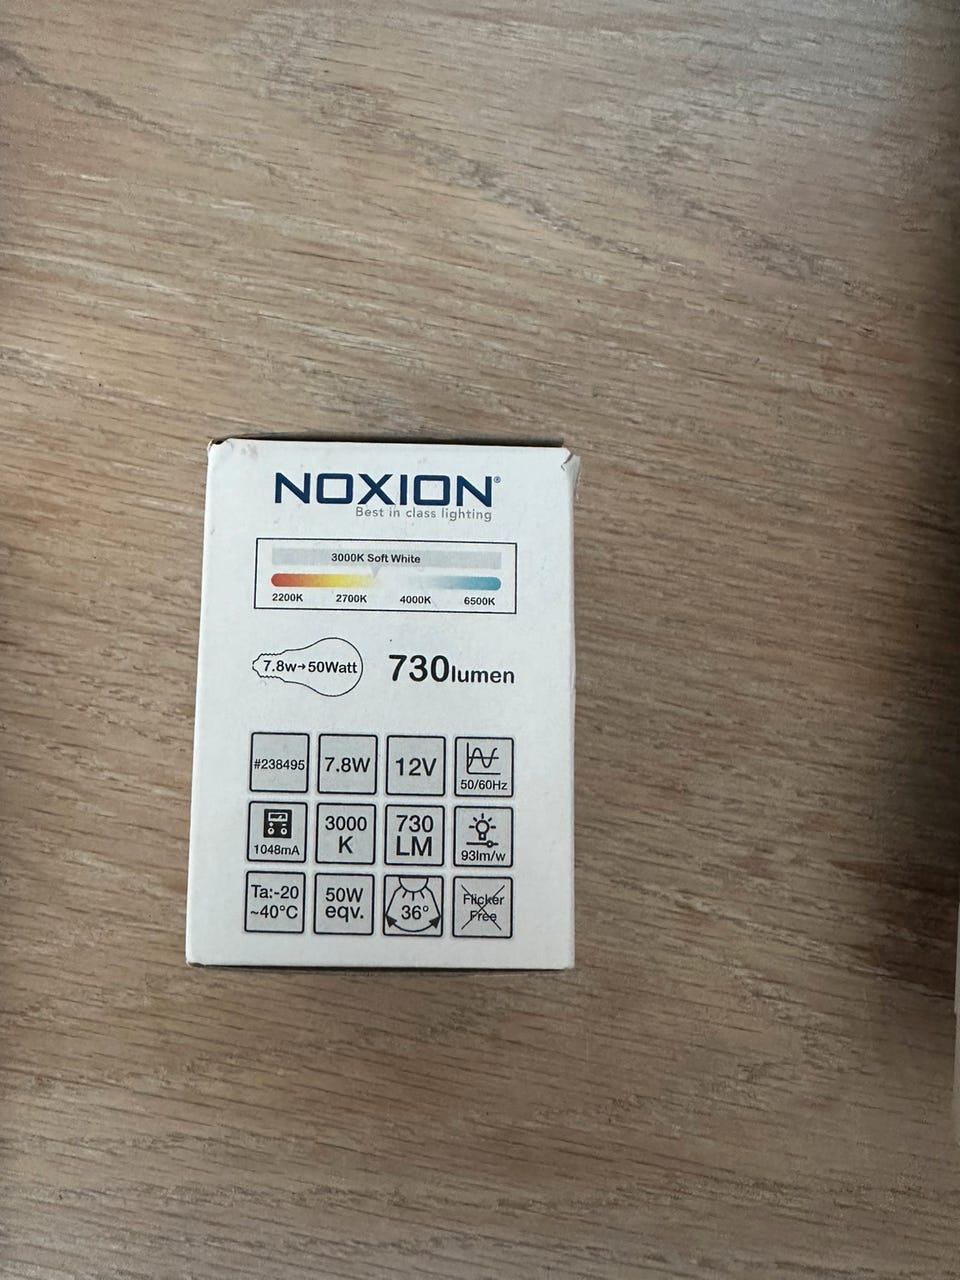 NOXION®
Best in class lighting
3000K Soft White
2200K 2700K 4000K 6500K
7.8w→50Watt
730lumen
#238495
7.8W
12V
50/60Hz
1048mA
3000
K
730
LM
93lm/w
Ta:-20
~40°C
50W
eqv.
36°
Flicker
Free